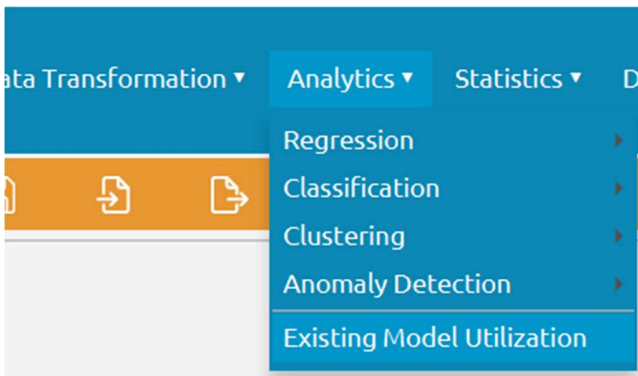 ata Transformation ▾ Analytics ▾ Statistics ▾ D
Regression
Classification
Clustering
Anomaly Detection
Existing Model Utilization